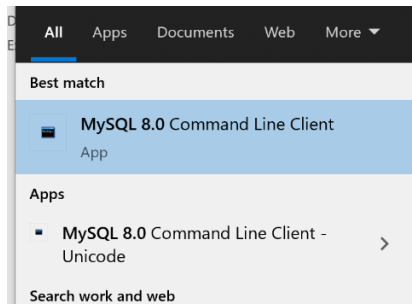 D
E
All Apps Documents Web More
Best match
MySQL 8.0 Command Line Client
App
Apps
MySQL 8.0 Command Line Client -
Unicode
Search work and web